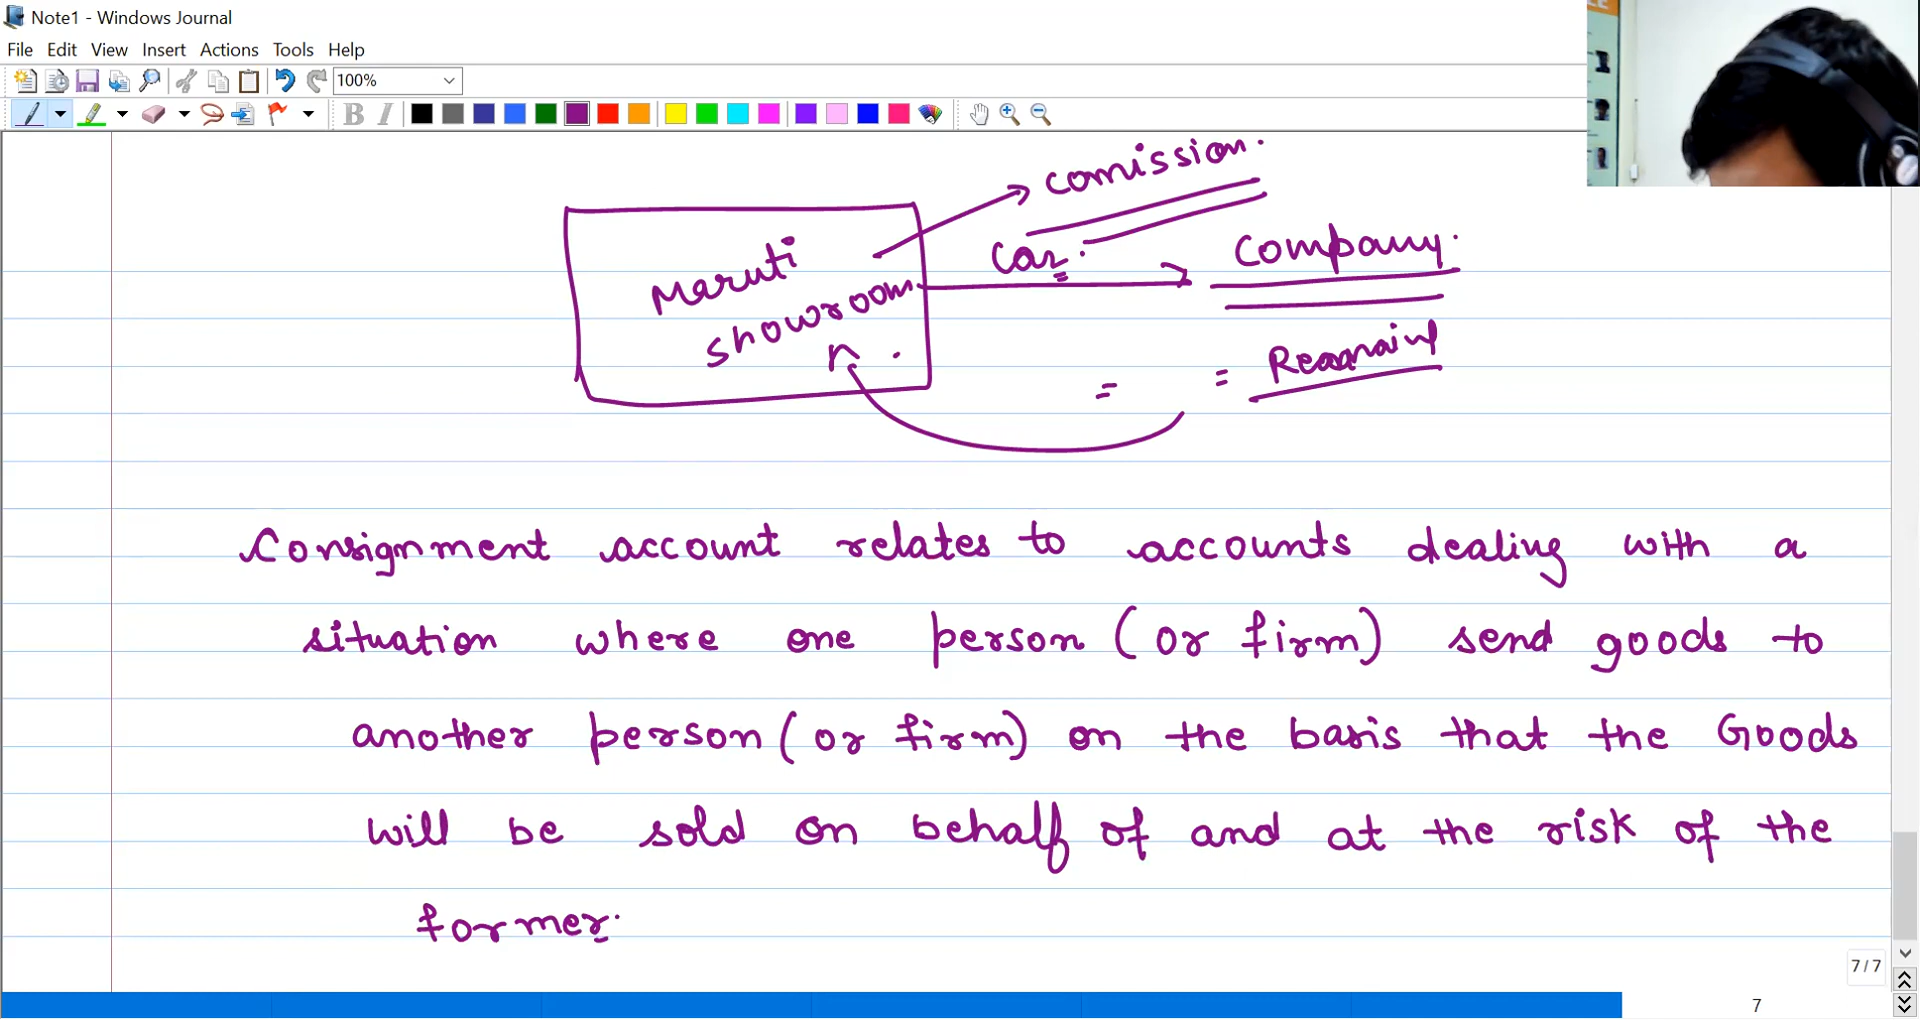 Note1 - Windows Journal
File Edit View Insert Actions Tools Help
100%
B I
comission.
Car.
Company.
Maruti
showroom
Consignment account relates to accounts dealing with a
situation where one person (or firm) send goods to
another person (or firm) on the basis that the Goods
will be sold on behalf of and at the risk of the
former.
7 / 7
7